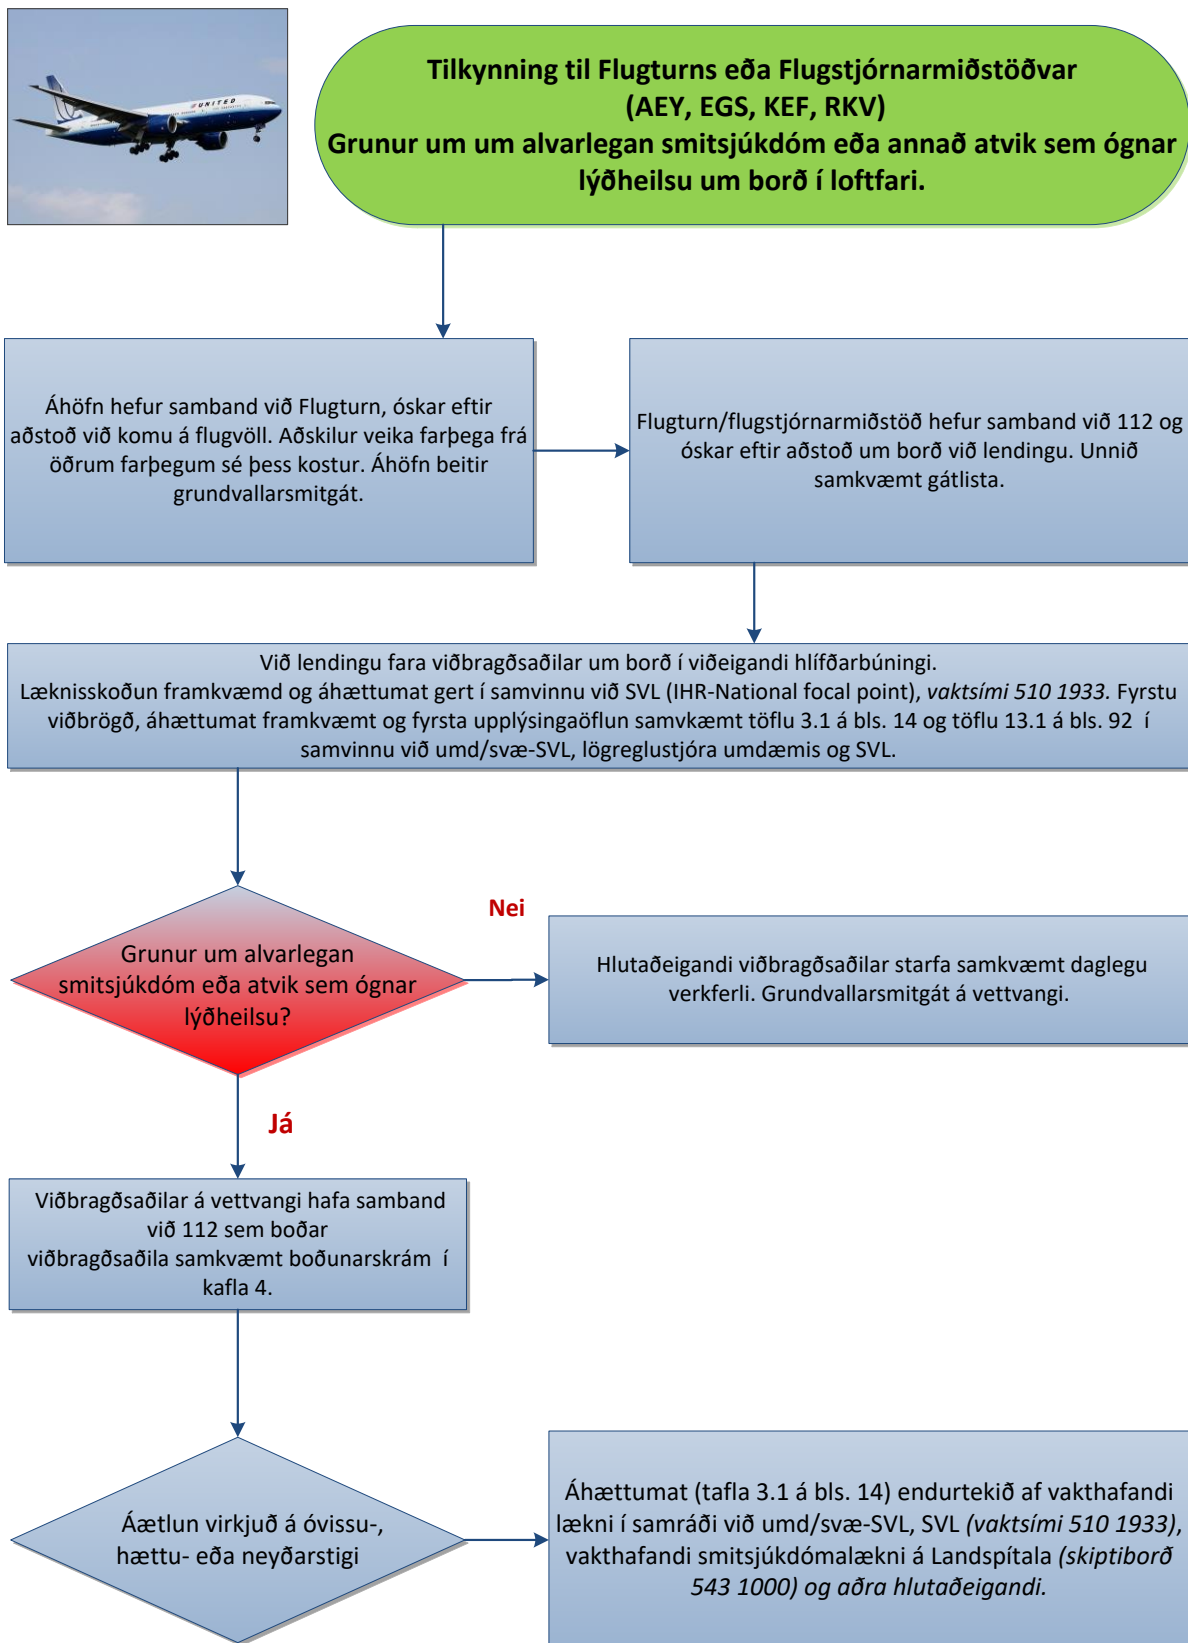 UNITED
Tilkynning til Flugturns eða Flugstjórnarmiðstöðvar
(AEY, EGS, KEF, RKV)
Grunur um um alvarlegan smitsjúkdóm eða annað atvik sem ógnar
lýðheilsu um borð í loftfari.
Áhöfn hefur samband við Flugturn, óskar eftir
aðstoð við komu á flugvöll. Aðskilur veika farþega frá
öðrum farþegum sé þess kostur. Áhöfn beitir
grundvallarsmitgát.
Flugturn/flugstjórnarmiðstöð hefur samband við 112 og
óskar eftir aðstoð um borð við lendingu. Unnið
samkvæmt gátlista.
Við lendingu fara viðbragðsaðilar um borð í viðeigandi hlífðarbúningi.
Læknisskoðun framkvæmd og áhættumat gert í samvinnu við SVL (IHR-National focal point), vaktsími 510 1933. Fyrstu
viðbrögð, áhættumat framkvæmt og fyrsta upplýsingaöflun samvkæmt töflu 3.1 á bls. 14 og töflu 13.1 á bls. 92 í
samvinnu við umd/svæ-SVL, lögreglustjóra umdæmis og SVL.
Grunur um alvarlegan
smitsjúkdóm eða atvik sem ógnar
lýðheilsu?
Nei
Hlutaðeigandi viðbragðsaðilar starfa samkvæmt daglegu
verkferli. Grundvallarsmitgát á vettvangi.
Já
Viðbragðsaðilar á vettvangi hafa samband
við 112 sem boðar
viðbragðsaðila samkvæmt boðunarskrám í
kafla 4.
Áætlun virkjuð á óvissu-,
hættu- eða neyðarstigi
Áhættumat (tafla 3.1 á bls. 14) endurtekið af vakthafandi
lækni í samráði við umd/svæ-SVL, SVL (vaktsími 510 1933),
vakthafandi smitsjúkdómalækni á Landspítala (skiptiborð
543 1000) og aðra hlutaðeigandi.